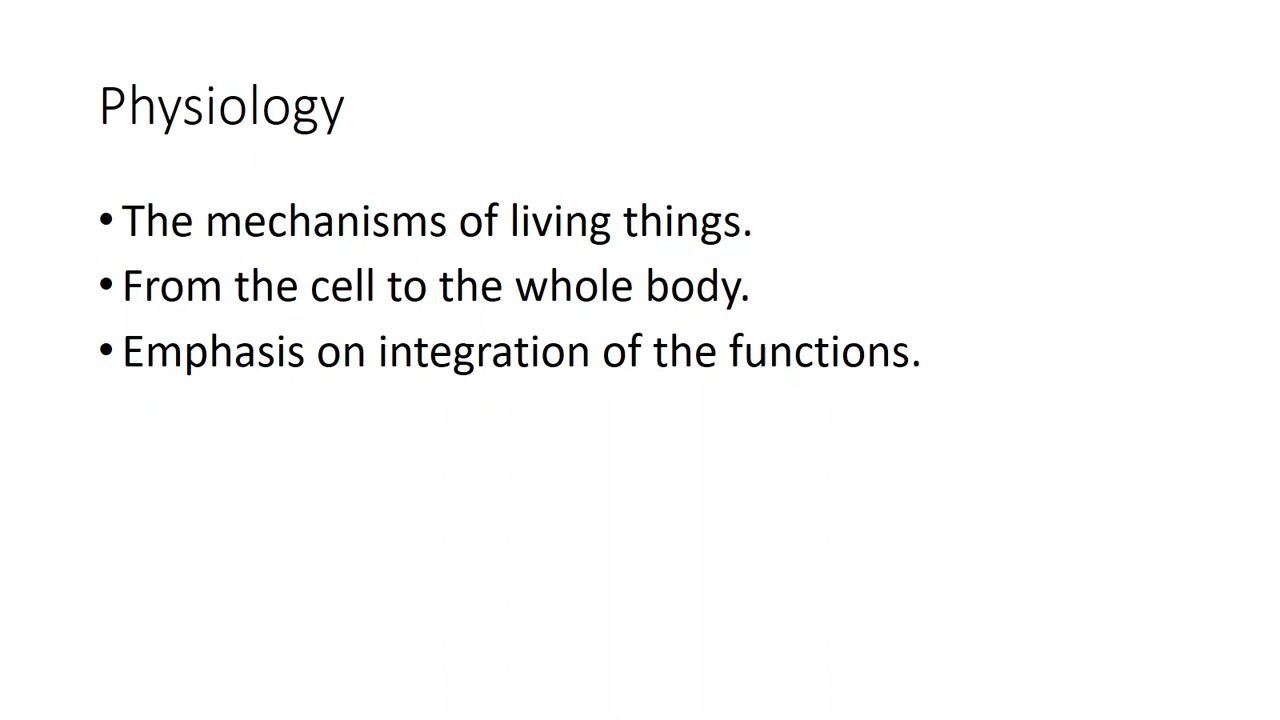 Physiology
• The mechanisms of living things.
• From the cell to the whole body.
• Emphasis on integration of the functions.